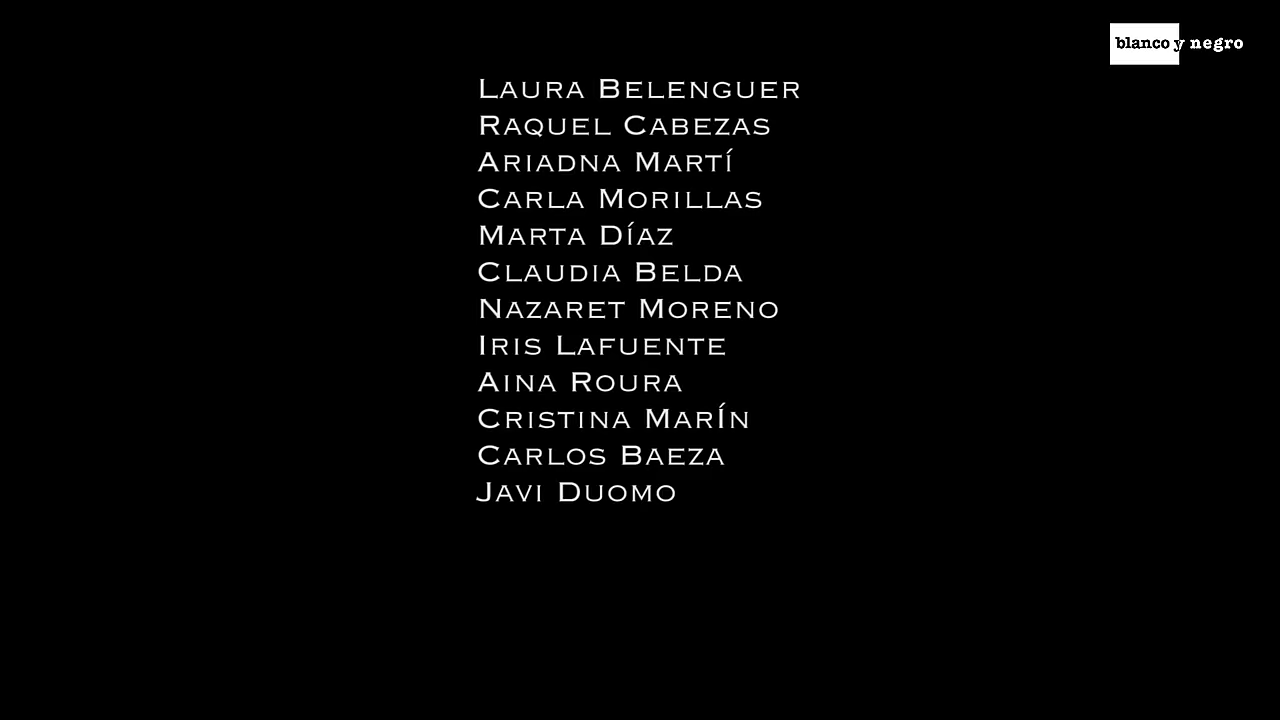 blanco y negro
Laura Belenguer
Raquel Cabezas
Ariadna Martí
Carla Morillas
Marta Díaz
Claudia Belda
Nazaret Moreno
Iris Lafuente
Aina Roura
Cristina Marín
Carlos Baeza
Javi Duomo